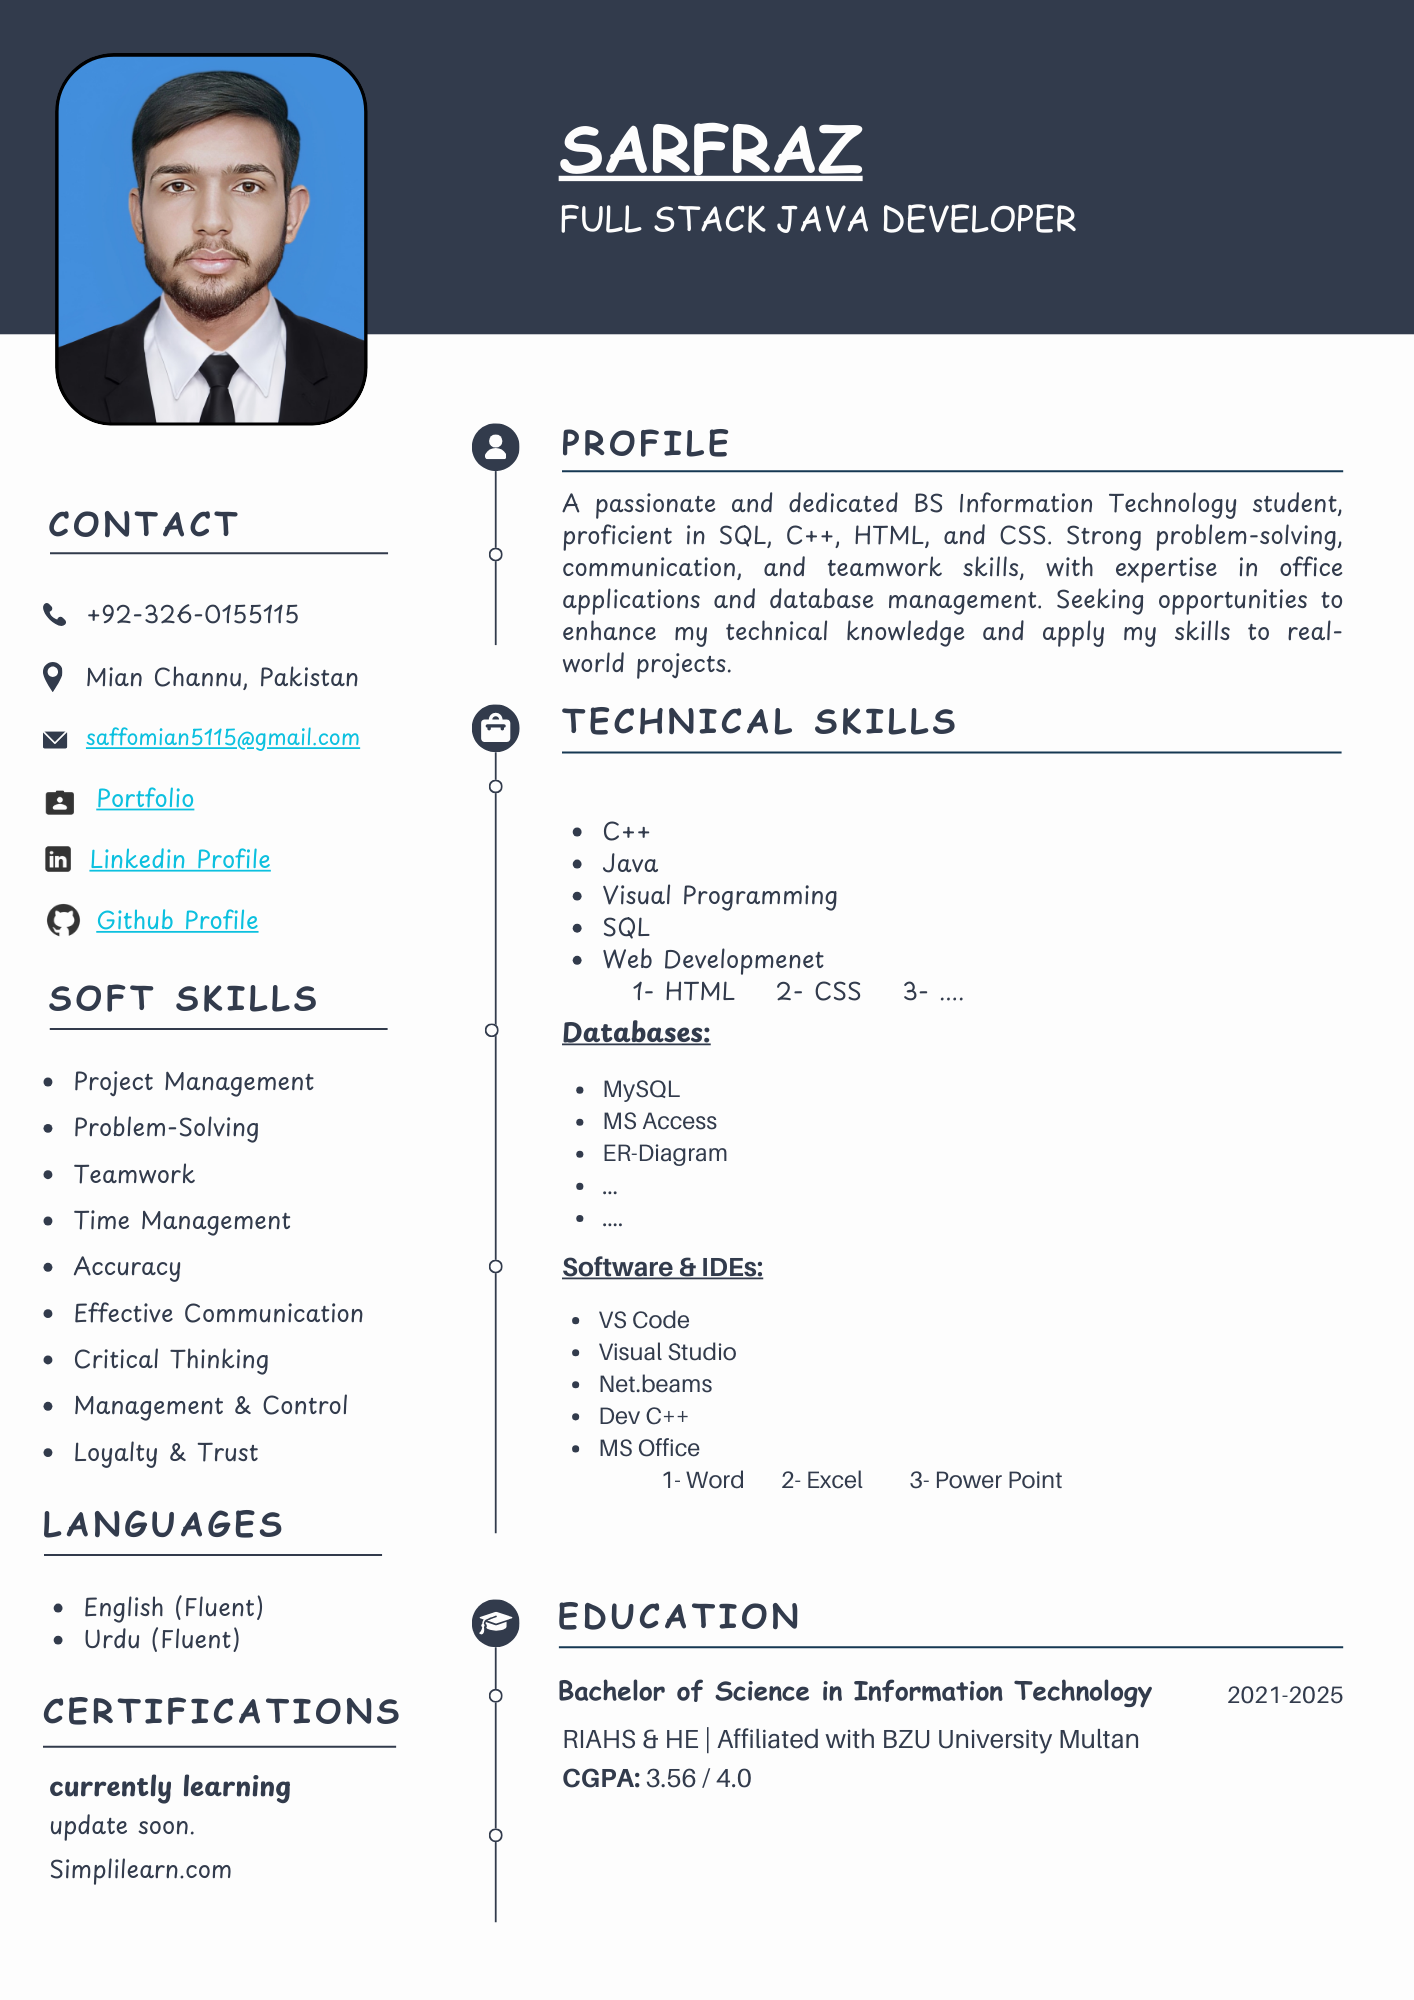 SARFRAZ
FULL STACK JAVA DEVELOPER
CONTACT
+92-326-0155115
Mian Channu, Pakistan
saffomian5115@gmail.com
Portfolio
Linkedin Profile
Github Profile
SOFT SKILLS
• Project Management
• Problem-Solving
• Teamwork
• Time Management
• Accuracy
• Effective Communication
• Critical Thinking
• Management & Control
• Loyalty & Trust
LANGUAGES
• English (Fluent)
• Urdu (Fluent)
CERTIFICATIONS
currently learning
update soon.
Simplilearn.com
PROFILE
A passionate and dedicated BS Information Technology student,
proficient in SQL, C++, HTML, and CSS. Strong problem-solving,
communication, and teamwork skills, with expertise in office
applications and database management. Seeking opportunities to
enhance my technical knowledge and apply my skills to real-
world projects.
TECHNICAL SKILLS
• C++
• Java
• Visual Programming
• SQL
• Web Developmenet
1- HTML 2- CSS 3- ....
Databases:
• MySQL
• MS Access
• ER-Diagram
• ...
• ....
Software & IDEs:
• VS Code
• Visual Studio
• Net.beams
• Dev C++
• MS Office
1- Word 2- Excel 3- Power Point
EDUCATION
Bachelor of Science in Information Technology 2021-2025
RIAHS & HE | Affiliated with BZU University Multan
CGPA: 3.56 / 4.0